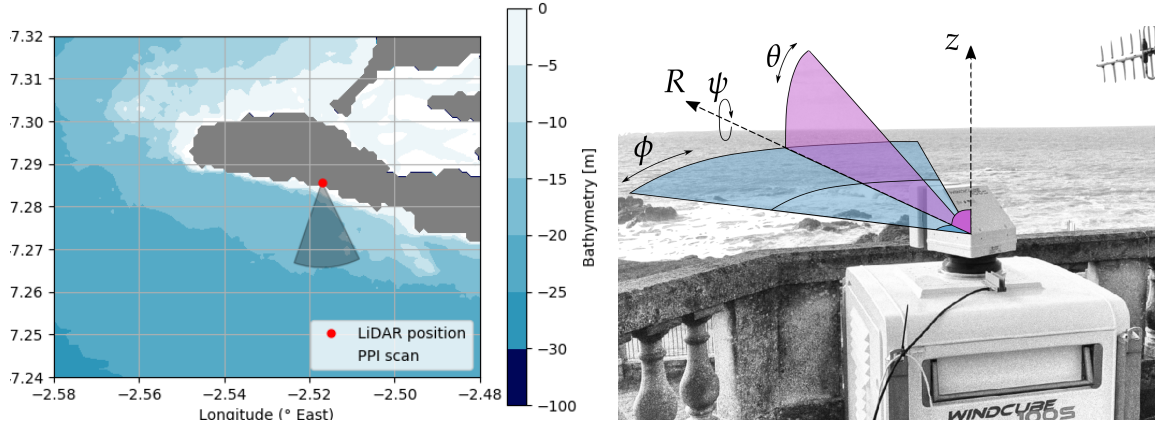 7.32
7.31
7.30
7.29
7.28
7.27
7.26
7.25
7.24
−2.58
−2.56
−2.54
−2.52
−2.50
−2.48
Longitude (° East)
LiDAR position
PPI scan
0
−5
−10
−15
−20
−25
−30
−100
Bathymetry [m]
θ
z
R
ψ
ϕ
WINDCUBE
100S